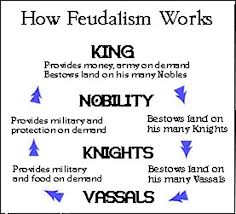 How Feudalism Works
KING
Provides money, army on demand
Bestows land on his many Nobles
NOBILITY
Provides military and
protection on demand
Bestows land on
his many Knights
KNIGHTS
Provides military
and food on demand
Bestows land on
his many Vassals
VASSALS